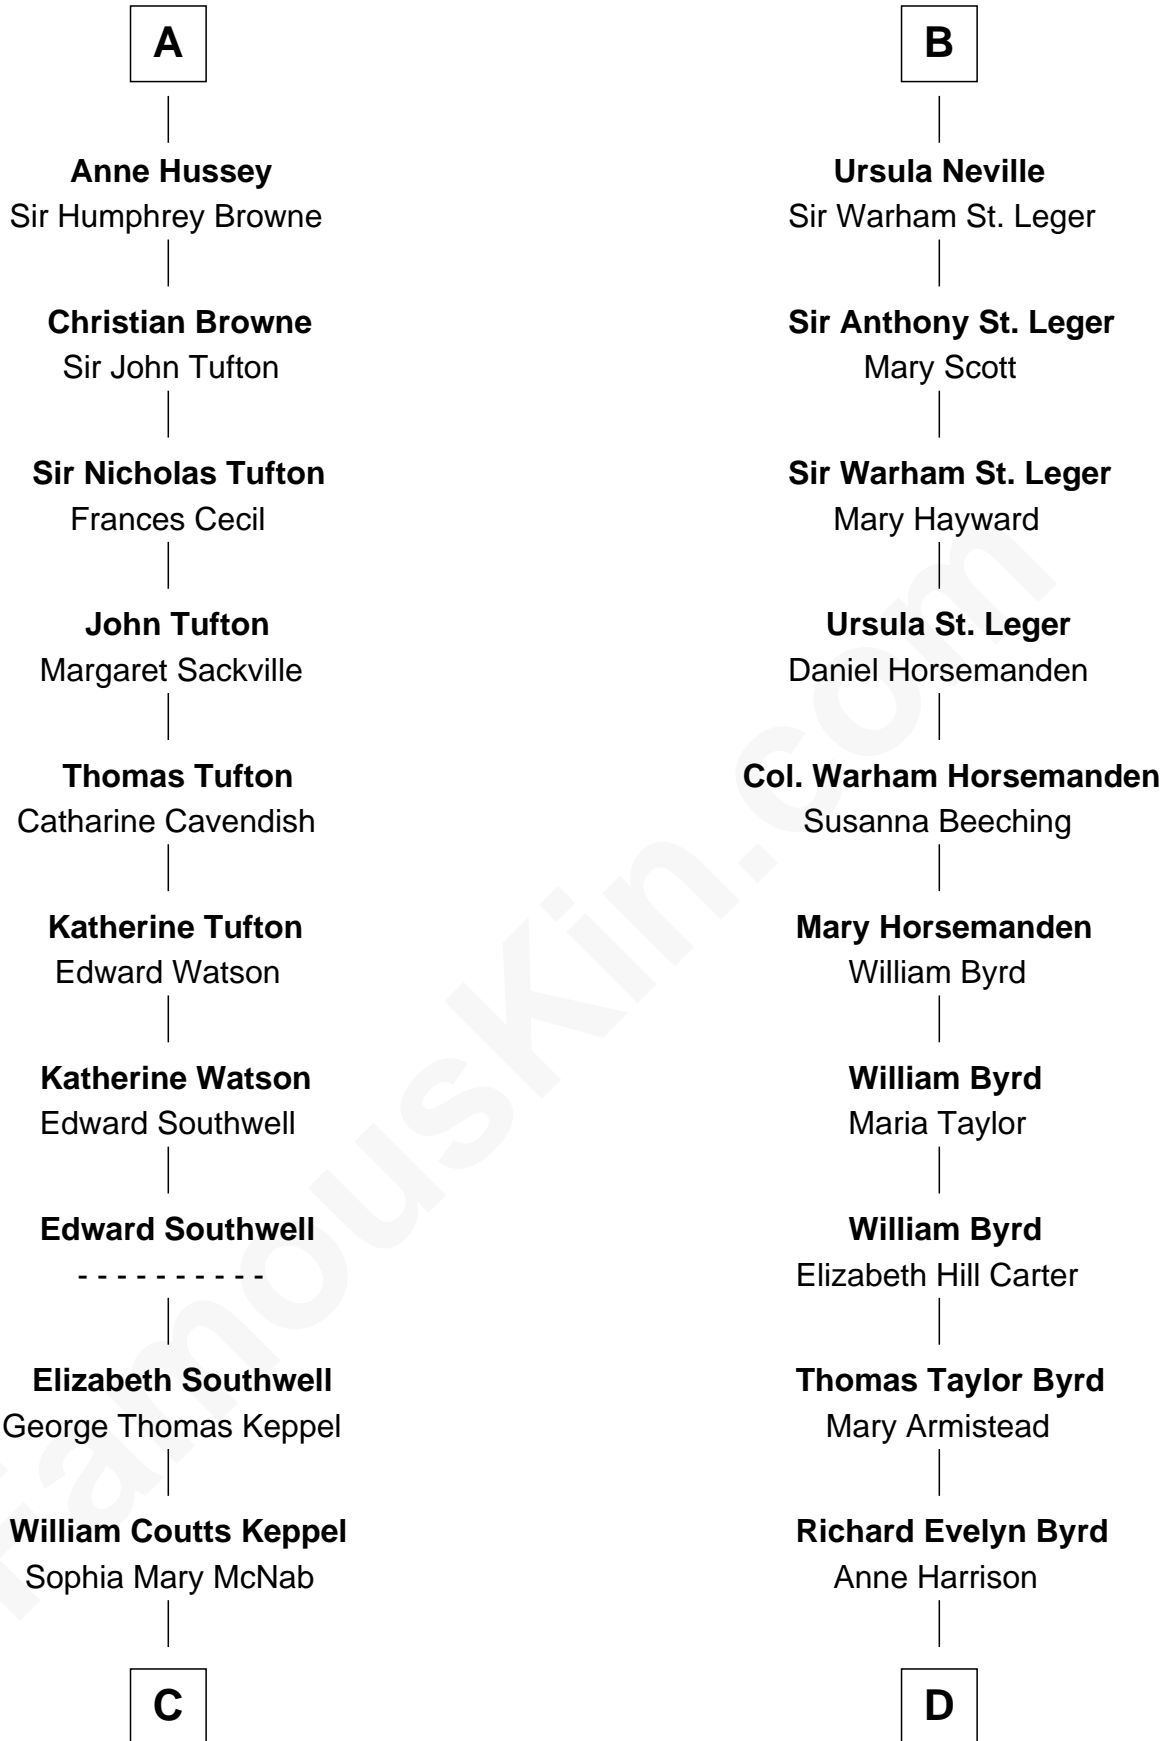 A
Anne Hussey
Sir Humphrey Browne
Christian Browne
Sir John Tufton
Sir Nicholas Tufton
Frances Cecil
John Tufton
Margaret Sackville
Thomas Tufton
Catharine Cavendish
Katherine Tufton
Edward Watson
Katherine Watson
Edward Southwell
Edward Southwell
- - - - - - - - - -
Elizabeth Southwell
George Thomas Keppel
William Coutts Keppel
Sophia Mary McNab
C
B
Ursula Neville
Sir Warham St. Leger
Sir Anthony St. Leger
Mary Scott
Sir Warham St. Leger
Mary Hayward
Ursula St. Leger
Daniel Horsemanden
Col. Warham Horsemanden
Susanna Beeching
Mary Horsemanden
William Byrd
William Byrd
Maria Taylor
William Byrd
Elizabeth Hill Carter
Thomas Taylor Byrd
Mary Armistead
Richard Evelyn Byrd
Anne Harrison
D
FamousKin.com